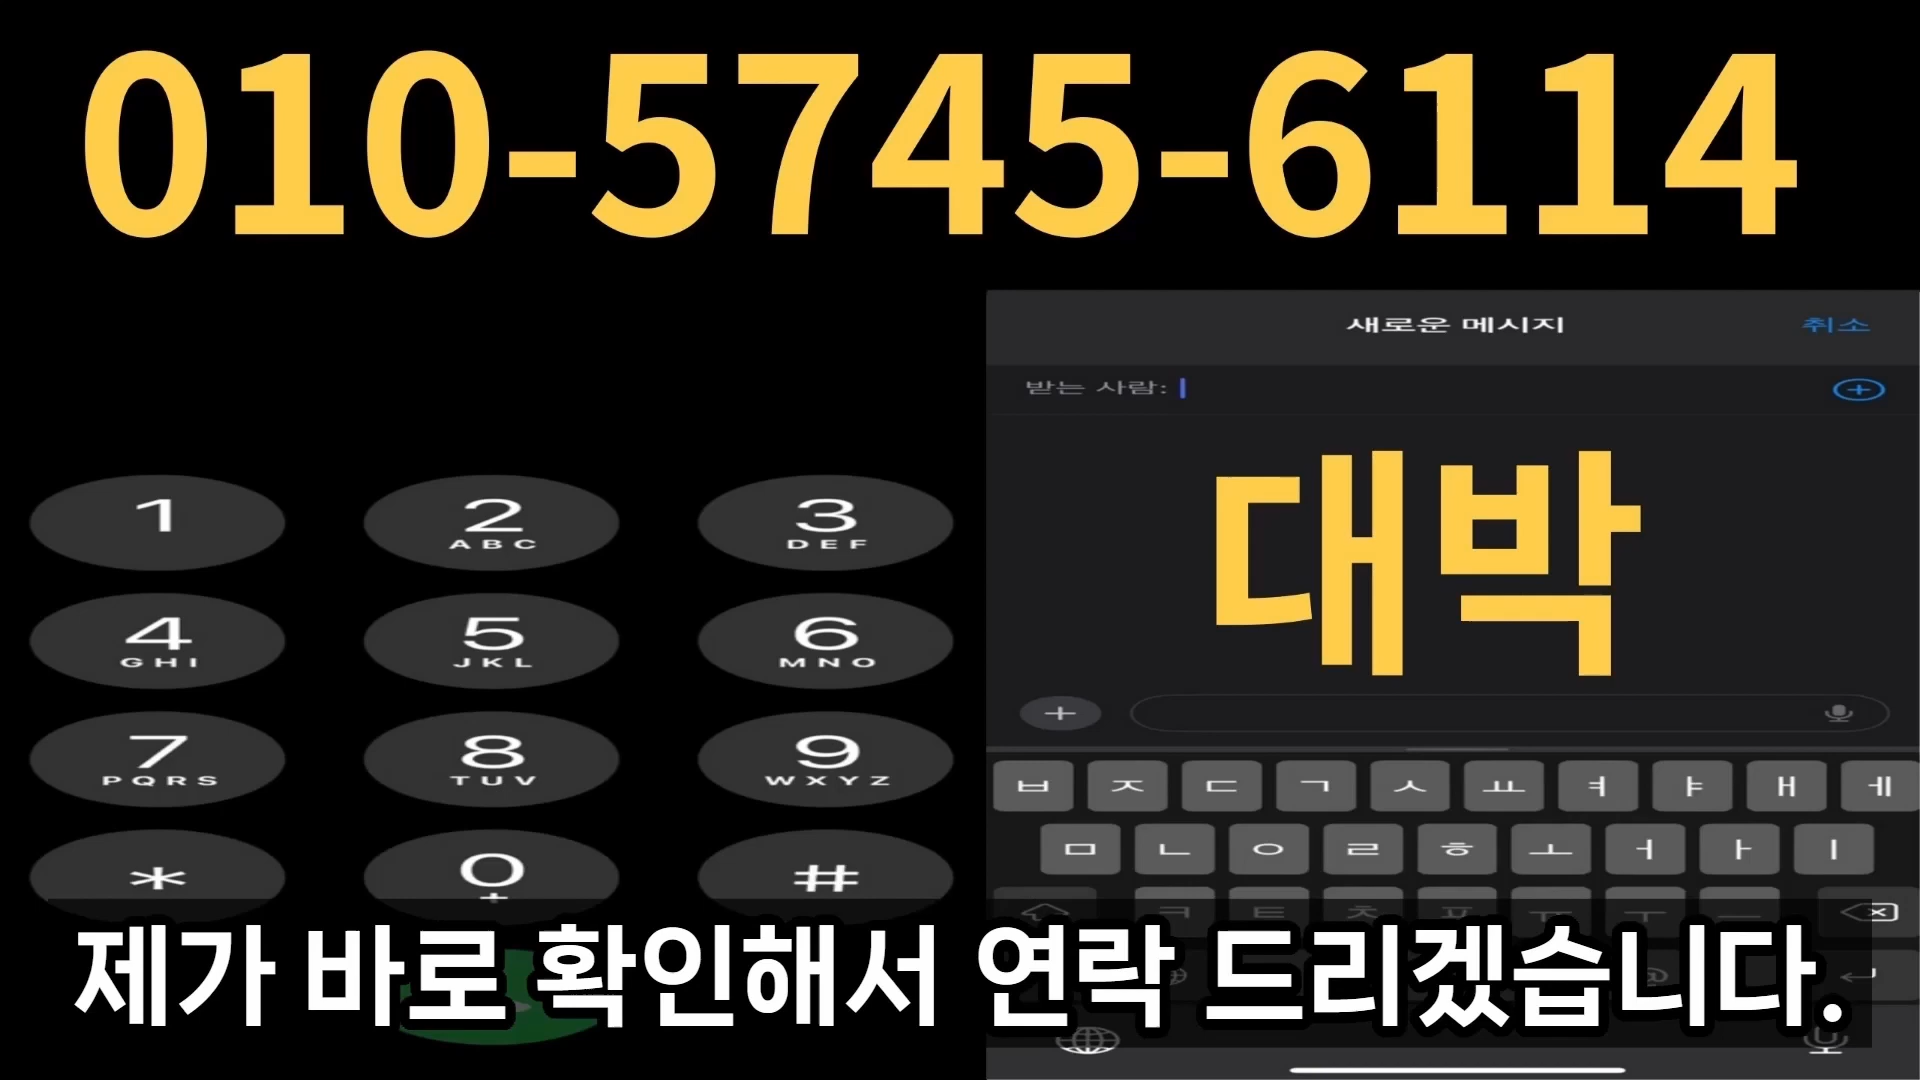 010-5745-6114
새로운 메시지 취소
받는 사람:
대박
1
2 ABC
3 DEF
4 GHI
5 JKL
6 MNO
7 PQRS
8 TUV
9 WXYZ
*
0 +
#
ㅂ ㅈ ㄷ ㄱ ㅅ ㅛ ㅕ ㅑ ㅐ ㅔ
ㅁ ㄴ ㅇ ㄹ ㅎ ㅗ ㅓ ㅏ ㅣ
ㅋ ㅌ ㅊ ㅍ ㅠ ㅜ ㅡ
@
제가 바로 확인해서 연락 드리겠습니다.